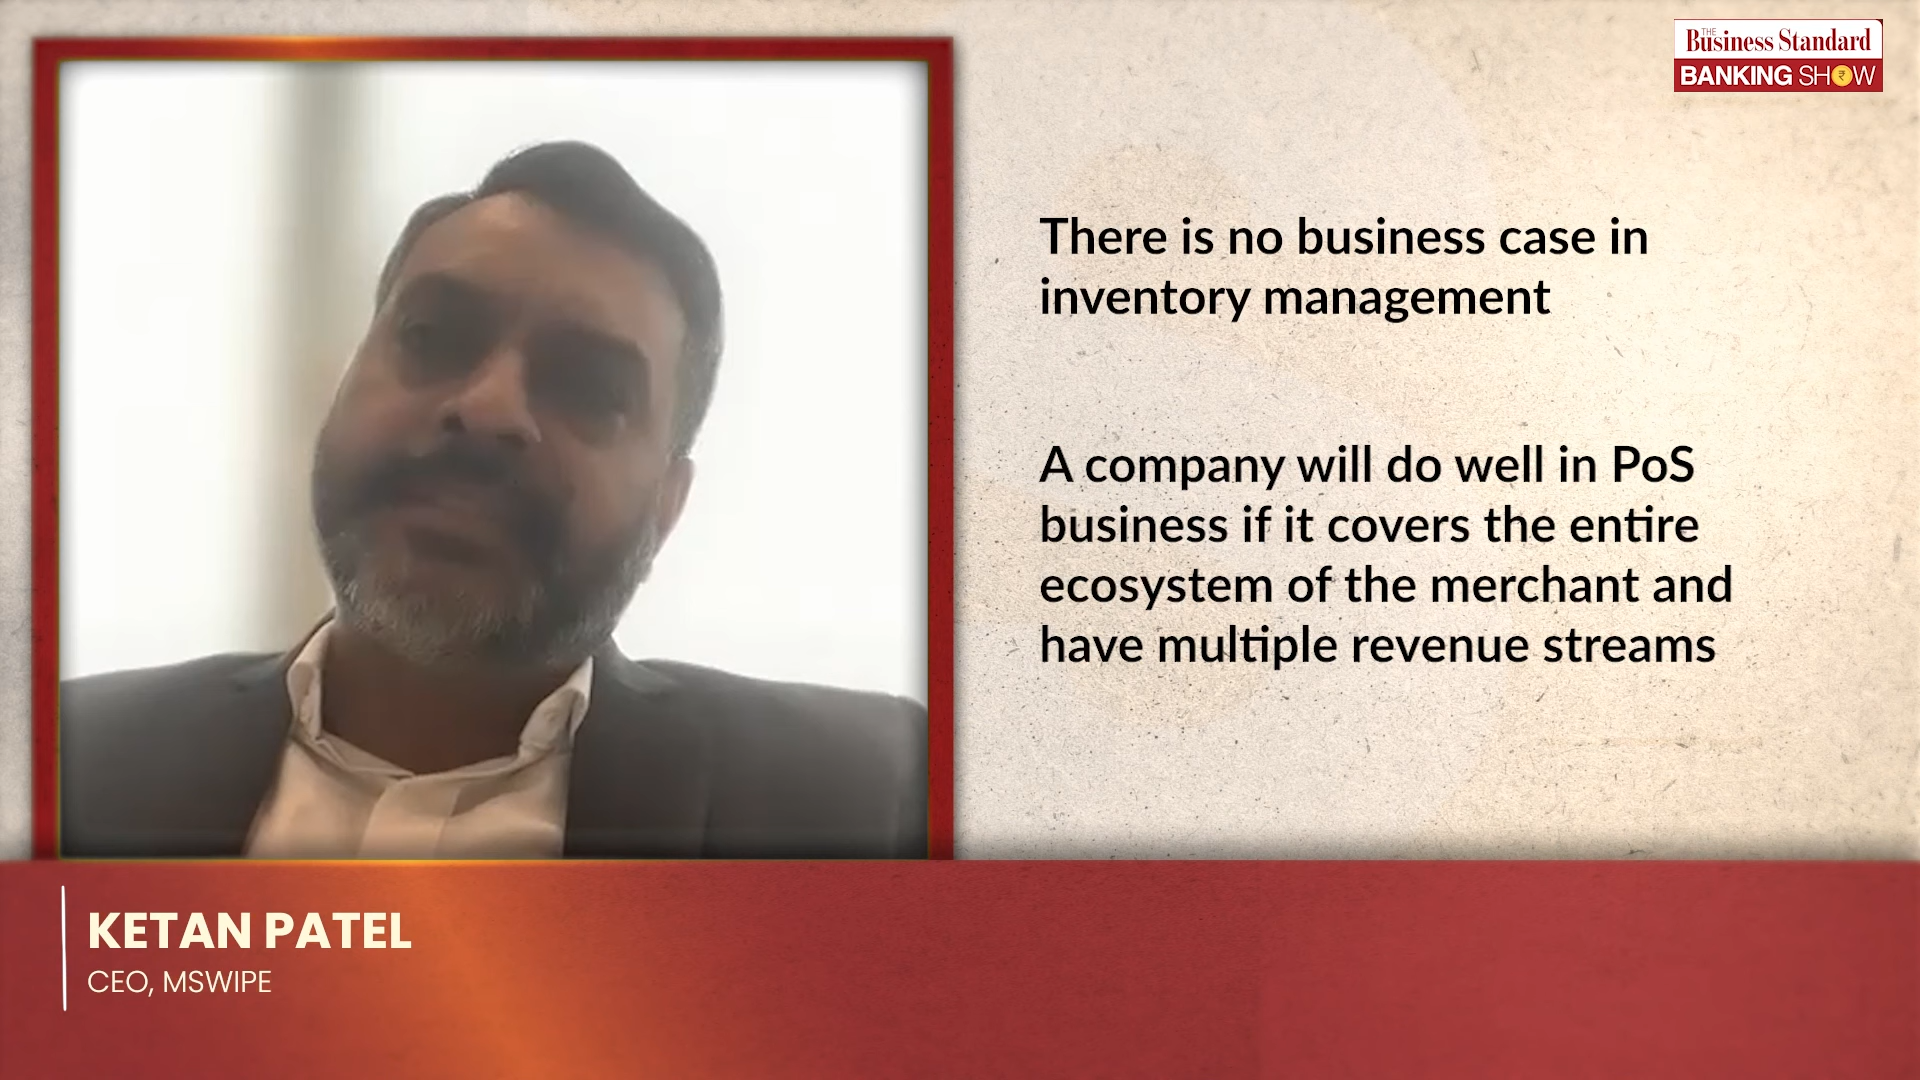 THE
Business Standard
BANKING SHOW
There is no business case in
inventory management
A company will do well in PoS
business if it covers the entire
ecosystem of the merchant and
have multiple revenue streams
KETAN PATEL
CEO, MSWIPE